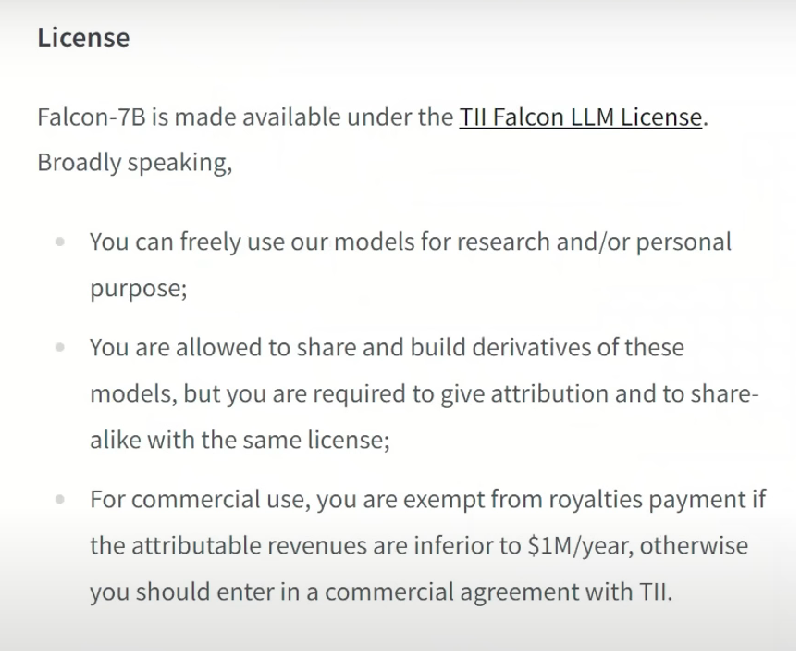 License
Falcon-7B is made available under the TII Falcon LLM License.
Broadly speaking,
You can freely use our models for research and/or personal
purpose;
You are allowed to share and build derivatives of these
models, but you are required to give attribution and to share-
alike with the same license;
For commercial use, you are exempt from royalties payment if
the attributable revenues are inferior to $1M/year, otherwise
you should enter in a commercial agreement with TII.